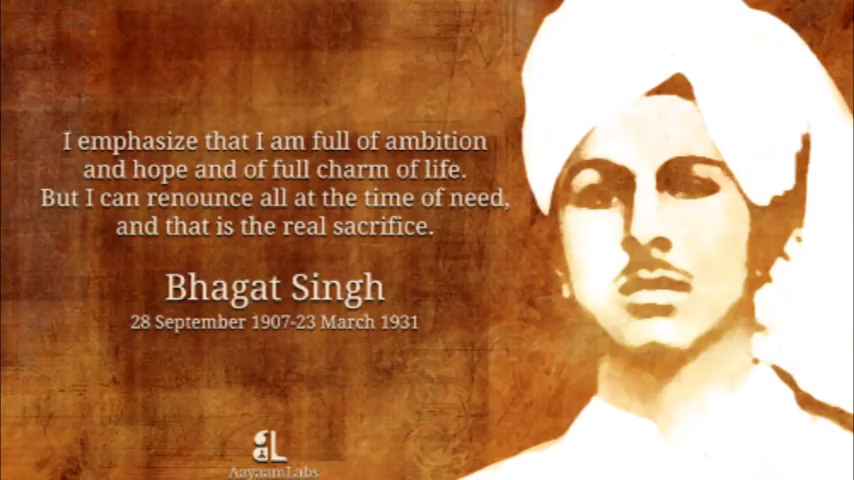 I emphasize that I am full of ambition
and hope and of full charm of life.
But I can renounce all at the time of need,
and that is the real sacrifice.
Bhagat Singh
28 September 1907-23 March 1931
AayaamLabs